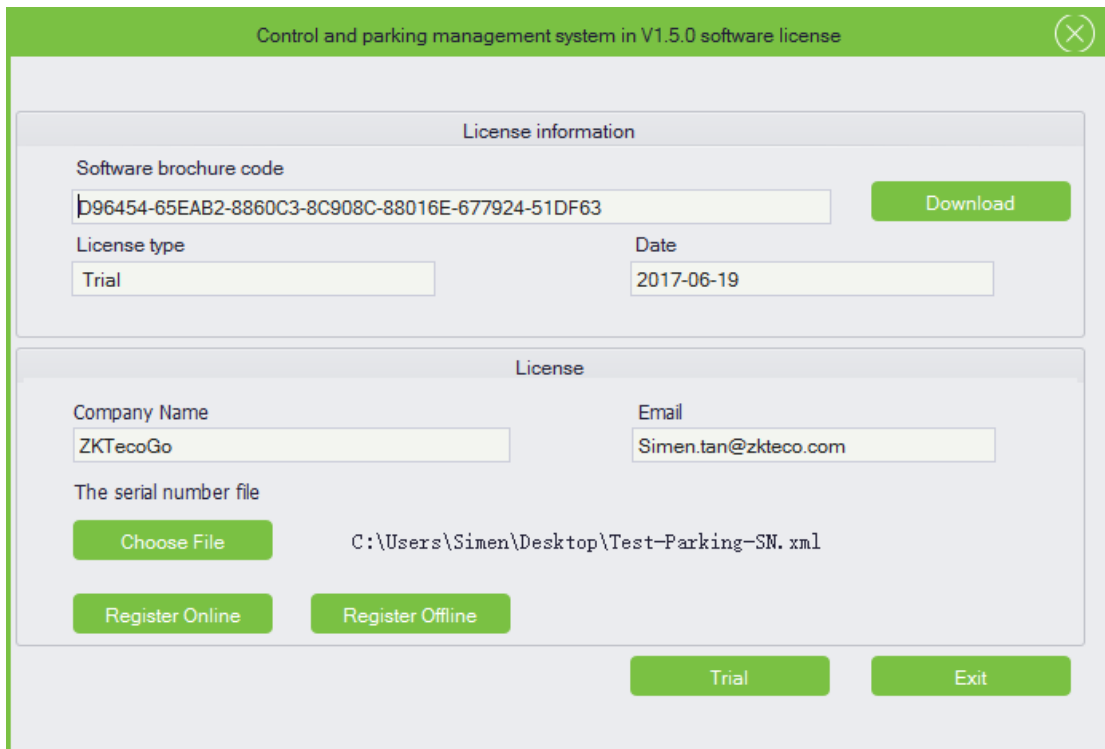 Control and parking management system in V1.5.0 software license
License information
Software brochure code
D96454-65EAB2-8860C3-8C908C-88016E-677924-51DF63
Download
License type
Date
Trial
2017-06-19
License
Company Name
Email
ZKTecoGo
Simen.tan@zkteco.com
The serial number file
Choose File
C:\Users\Simen\Desktop\Test-Parking-SN.xml
Register Online
Register Offline
Trial
Exit